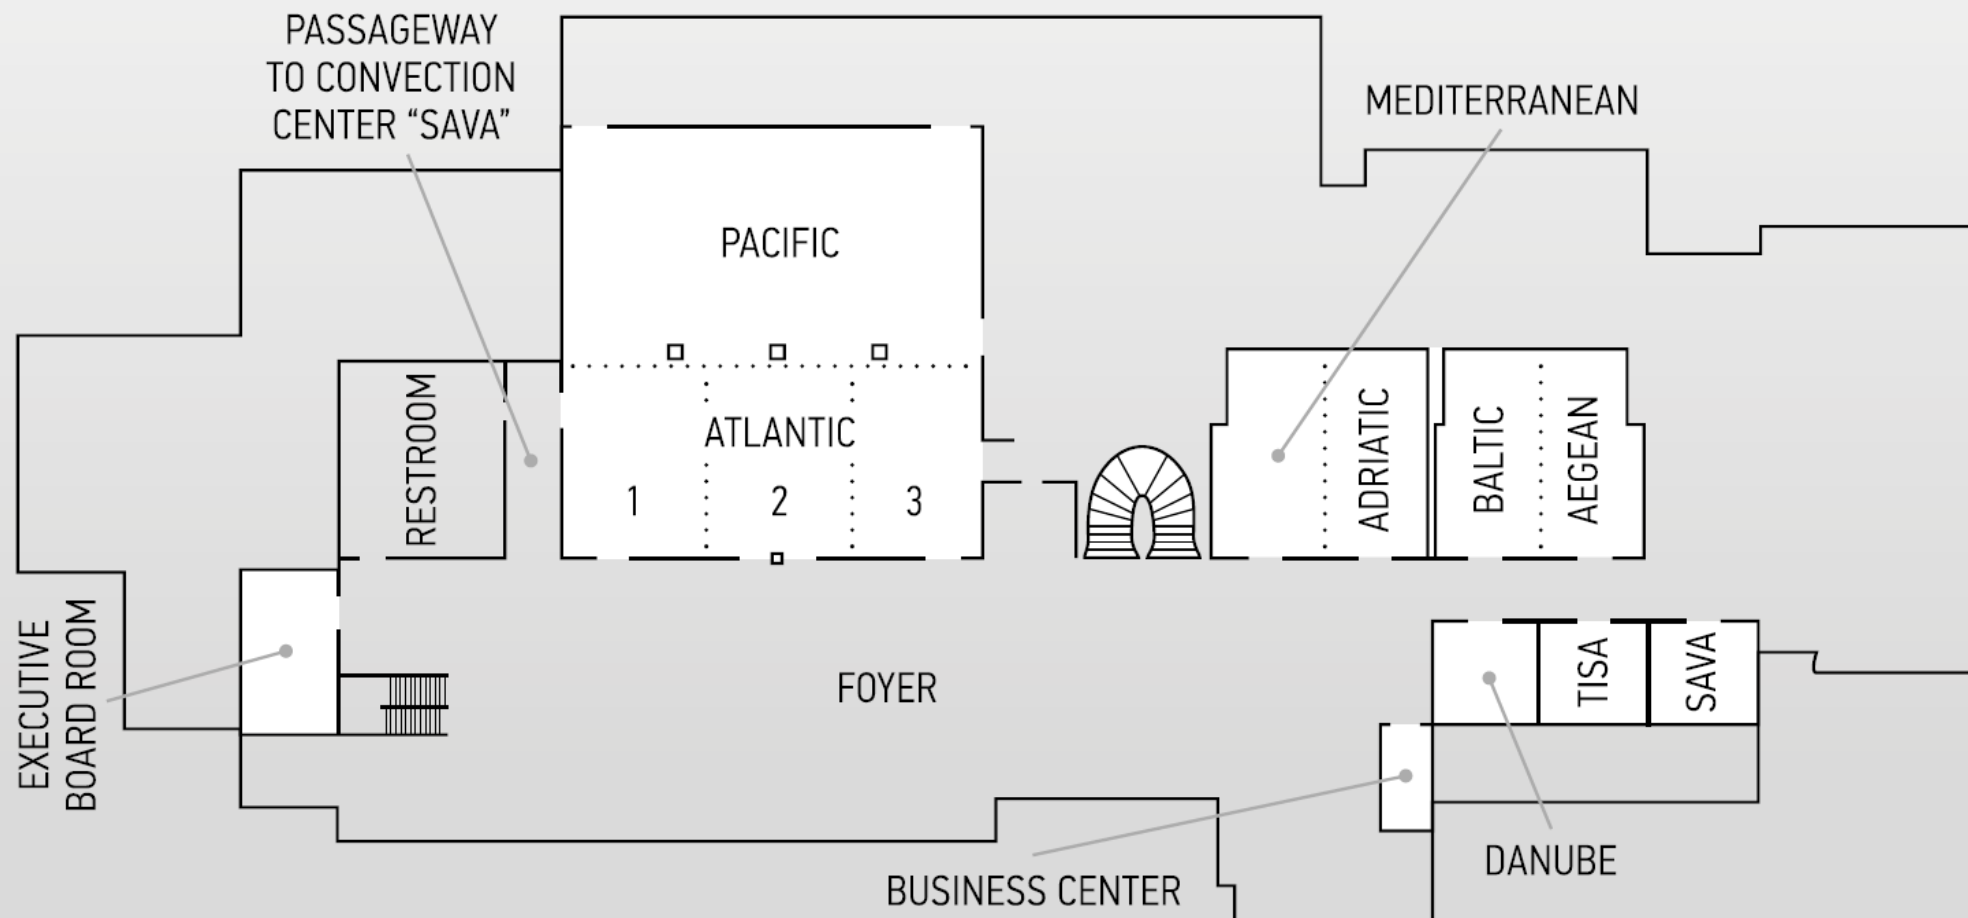 PASSAGEWAY
TO CONVECTION
CENTER “SAVA”
MEDITERRANEAN
PACIFIC
RESTROOM
ATLANTIC
1
2
3
ADRIATIC
BALTIC
AEGEAN
EXECUTIVE
BOARD ROOM
FOYER
TISA
SAVA
DANUBE
BUSINESS CENTER